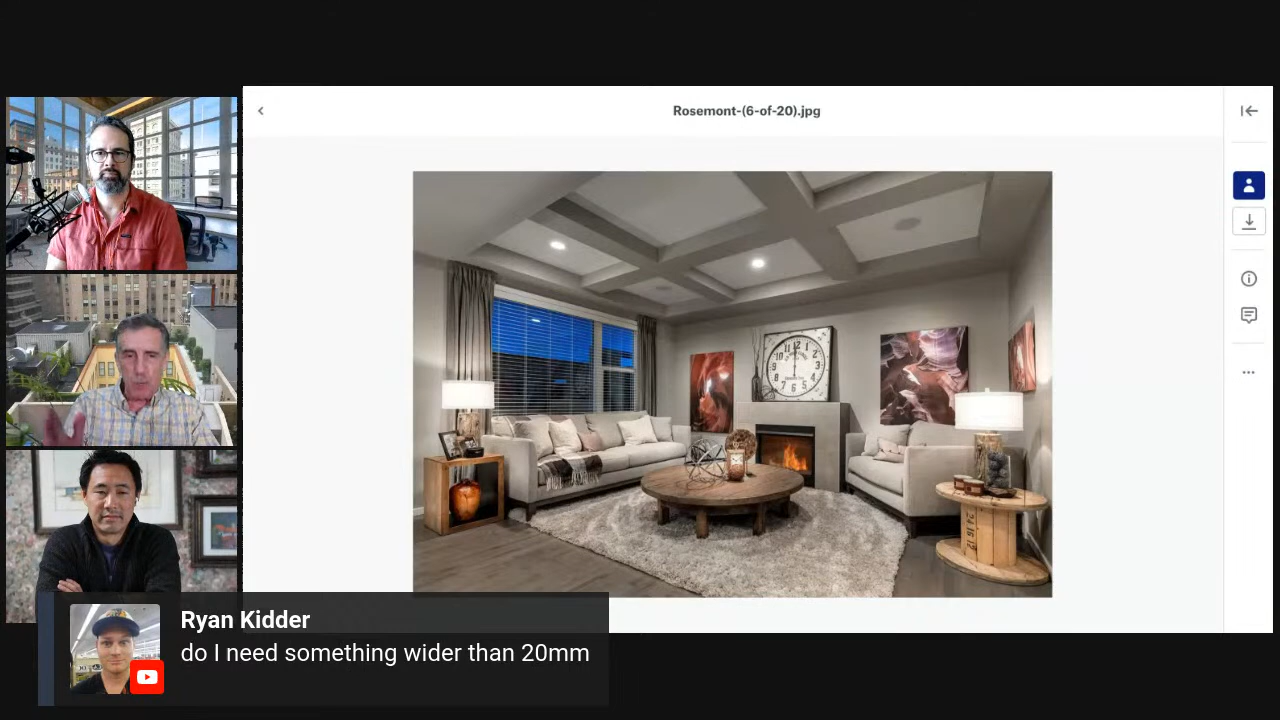 Rosemont-(6-of-20).jpg
Ryan Kidder
do I need something wider than 20mm